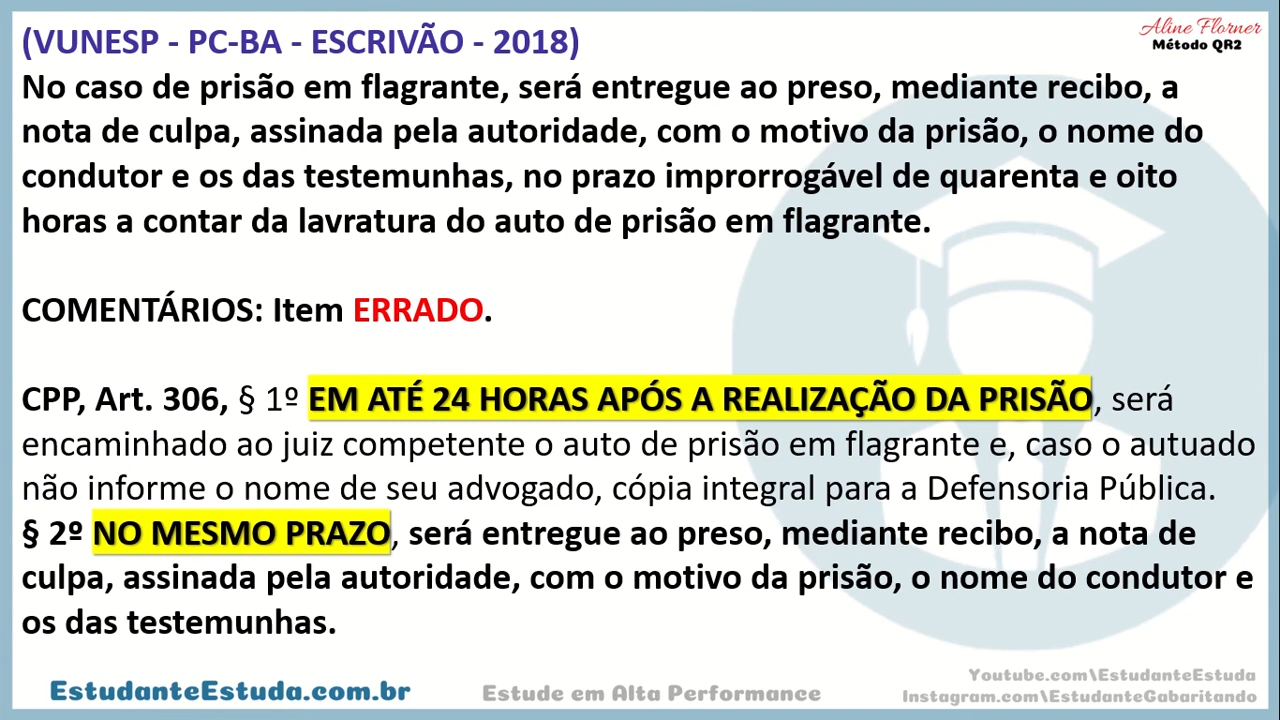 (VUNESP - PC-BA - ESCRIVÃO - 2018)
Aline Florner
Método QR2
No caso de prisão em flagrante, será entregue ao preso, mediante recibo, a
nota de culpa, assinada pela autoridade, com o motivo da prisão, o nome do
condutor e os das testemunhas, no prazo improrrogável de quarenta e oito
horas a contar da lavratura do auto de prisão em flagrante.
COMENTÁRIOS: Item ERRADO.
CPP, Art. 306, § 1º EM ATÉ 24 HORAS APÓS A REALIZAÇÃO DA PRISÃO, será
encaminhado ao juiz competente o auto de prisão em flagrante e, caso o autuado
não informe o nome de seu advogado, cópia integral para a Defensoria Pública.
§ 2º NO MESMO PRAZO, será entregue ao preso, mediante recibo, a nota de
culpa, assinada pela autoridade, com o motivo da prisão, o nome do condutor e
os das testemunhas.
EstudanteEstuda.com.br
Estude em Alta Performance
Youtube.com\EstudanteEstuda
Instagram.com\EstudanteGabaritando